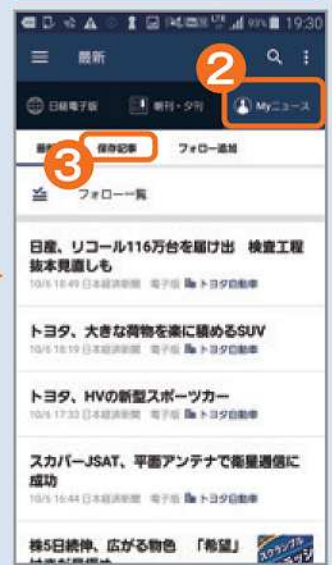 19:30
最新
2
日経電子版
朝刊・夕刊
Myニュース
3
保存記事
フォロー追加
フォロー一覧
日産、リコール116万台を届け出 検査工程
抜本見直しも
10/6 18:49 日本経済新聞 電子版 トヨタ自動車
トヨタ、大きな荷物を楽に積めるSUV
10/6 18:19 日本経済新聞 電子版 トヨタ自動車
トヨタ、HVの新型スポーツカー
10/6 17:33 日本経済新聞 電子版 トヨタ自動車
スカパーJSAT、平面アンテナで衛星通信に
成功
10/6 16:44 日本経済新聞 電子版 トヨタ自動車
株5日続伸、広がる物色 「希望」
スクランブル